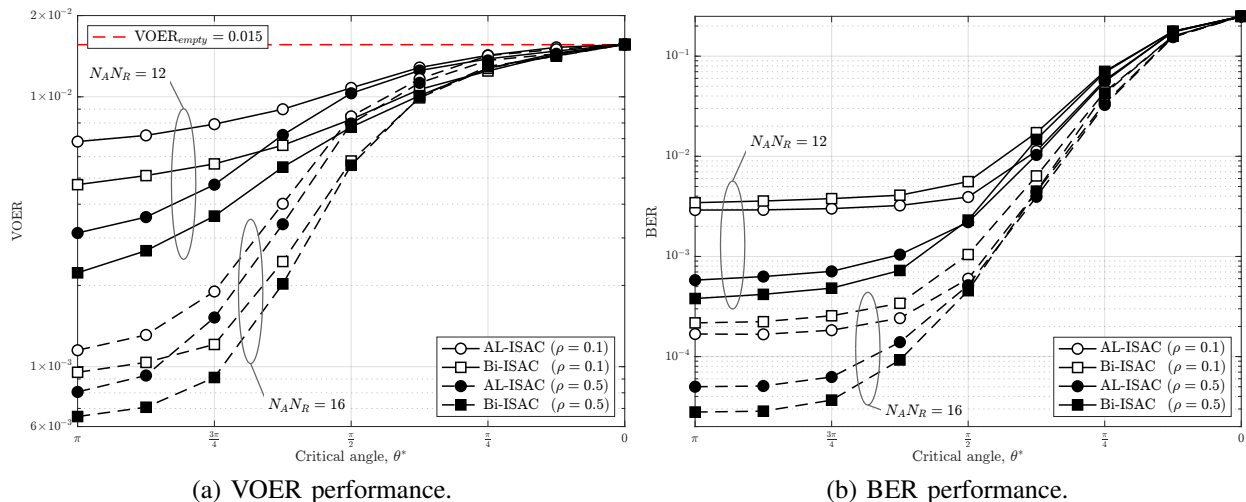 2×10⁻²
VOER_empty = 0.015
N_A N_R = 12
1×10⁻²
VOER
1×10⁻³
6×10⁻³
N_A N_R = 16
AL-ISAC (ρ = 0.1)
Bi-ISAC (ρ = 0.1)
AL-ISAC (ρ = 0.5)
Bi-ISAC (ρ = 0.5)
π 3π/4 π/2 π/4 0
Critical angle, θ*
(a) VOER performance.
10⁻¹
N_A N_R = 12
10⁻²
BER
10⁻³
10⁻⁴
N_A N_R = 16
AL-ISAC (ρ = 0.1)
Bi-ISAC (ρ = 0.1)
AL-ISAC (ρ = 0.5)
Bi-ISAC (ρ = 0.5)
π 3π/4 π/2 π/4 0
Critical angle, θ*
(b) BER performance.